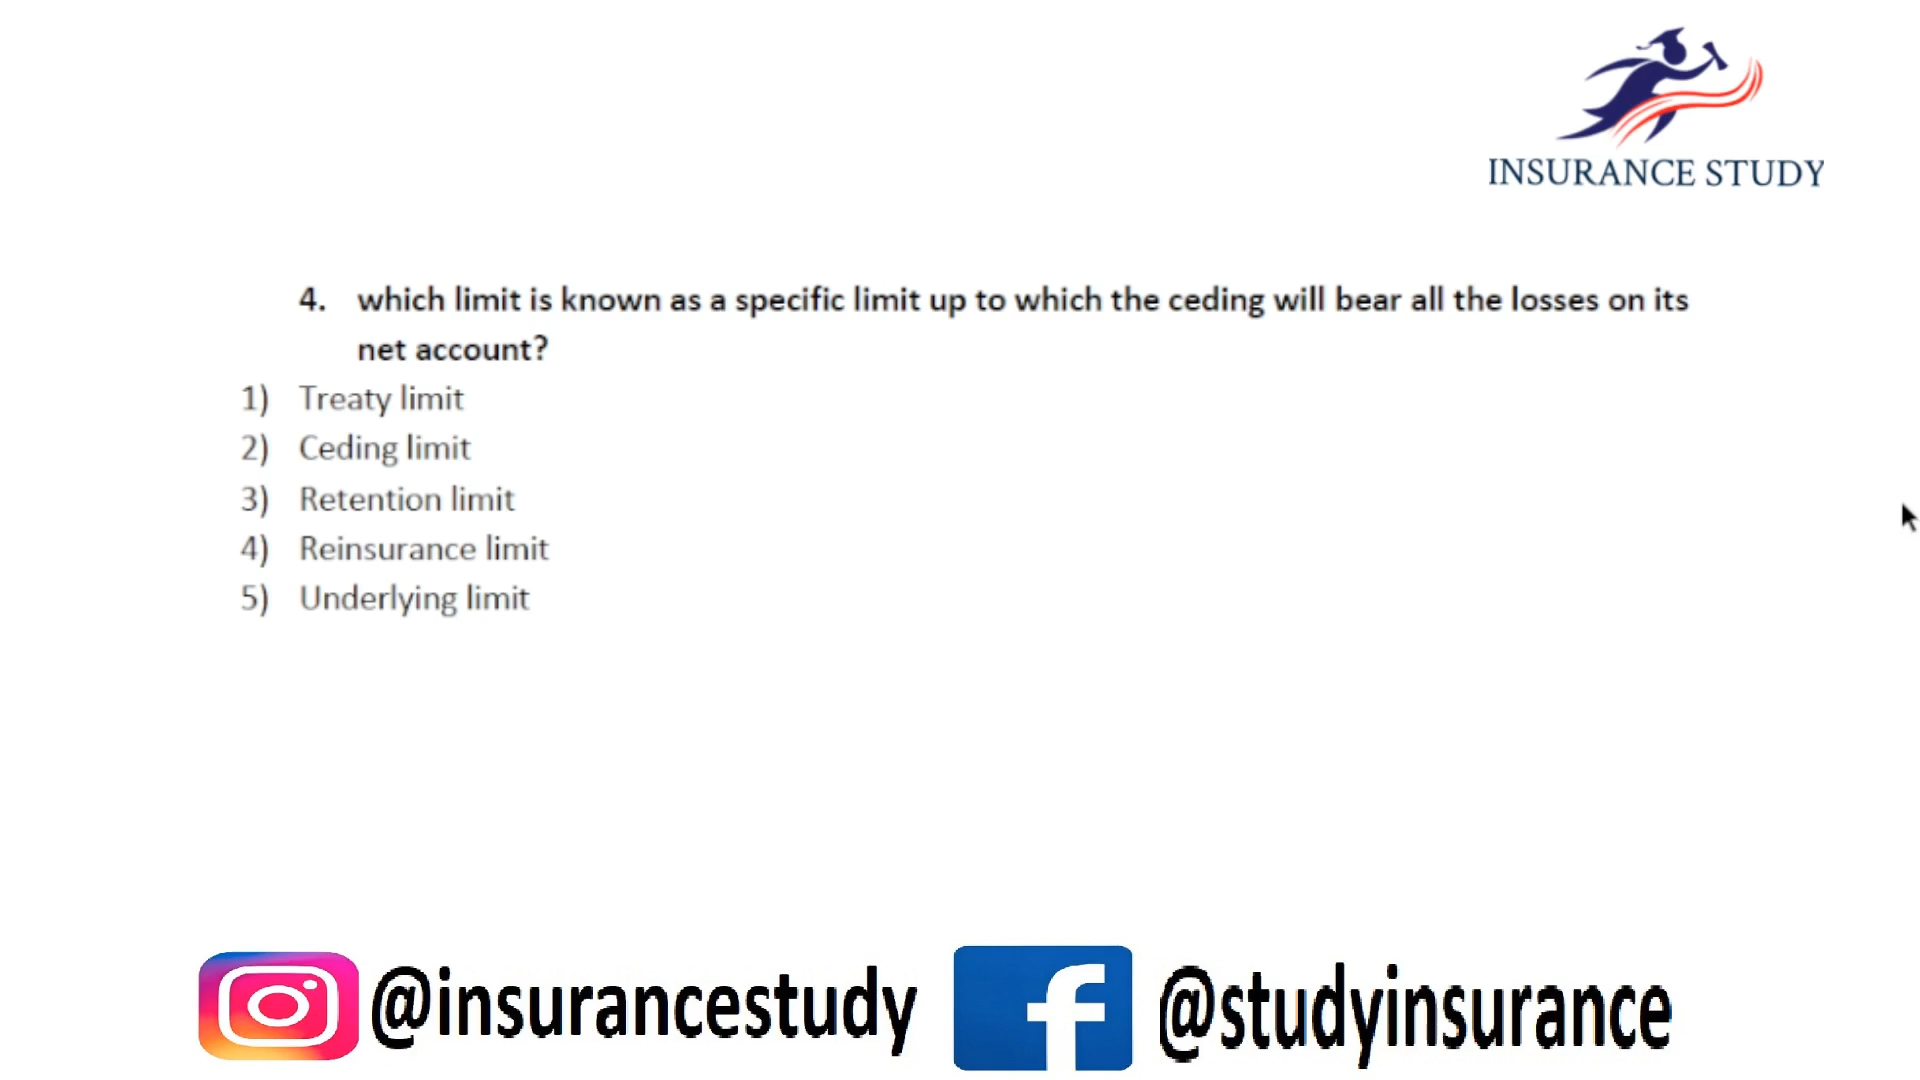 INSURANCE STUDY
4. which limit is known as a specific limit up to which the ceding will bear all the losses on its
net account?
1) Treaty limit
2) Ceding limit
3) Retention limit
4) Reinsurance limit
5) Underlying limit
@insurancestudy @studyinsurance